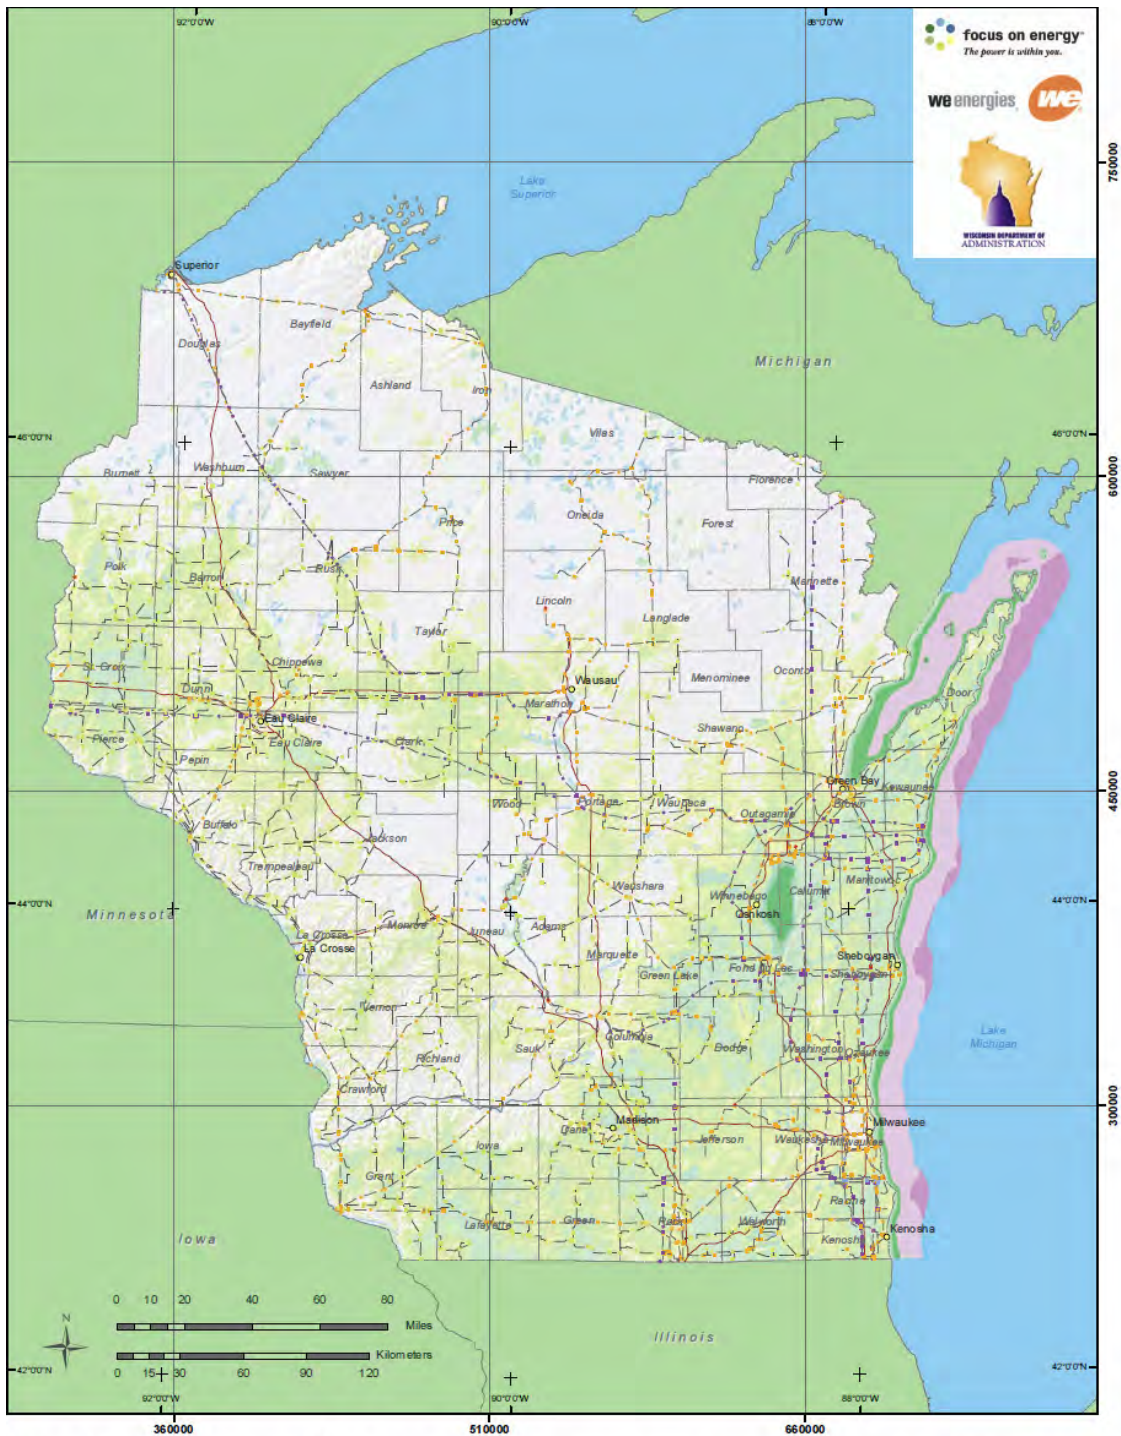 92°0'0"W
90°0'0"W
88°0'0"W
focus on energy
The power is within you.
we energies
we
WISCONSIN DEPARTMENT OF
ADMINISTRATION
750000
Lake
Superior
Superior
Bayfield
Douglas
Michigan
Ashland
Iron
Vilas
46°0'0"N
46°0'0"N
Burnett
Washburn
Sawyer
Florence
600000
Price
Oneida
Forest
Polk
Barron
Rusk
Marinette
Lincoln
Langlade
Taylor
St. Croix
Chippewa
Oconto
Menominee
Wausau
Dunn
Door
Marathon
Eau Claire
Shawano
Pierce
Eau Claire
Clark
Pepin
Green Bay
Kewaunee
450000
Wood
Portage
Waupaca
Brown
Outagamie
Buffalo
Jackson
Trempealeau
Waushara
Winnebago
Calumet
Manitowoc
44°0'0"N
44°0'0"N
Minnesota
Oshkosh
Monroe
Juneau
Adams
La Crosse
La Crosse
Marquette
Sheboygan
Green Lake
Fond du Lac
Sheboygan
Vernon
Lake
Michigan
Columbia
Sauk
Dodge
Washington
Ozaukee
Richland
Crawford
300000
Madison
Milwaukee
Dane
Jefferson
Waukesha
Milwaukee
Iowa
Grant
Racine
Lafayette
Green
Rock
Walworth
Kenosha
Kenosha
Iowa
0 10 20 40 60 80
Miles
N
Illinois
Kilometers
0 15 30 60 90 120
42°0'0"N
42°0'0"N
92°0'0"W
90°0'0"W
88°0'0"W
360000
510000
660000